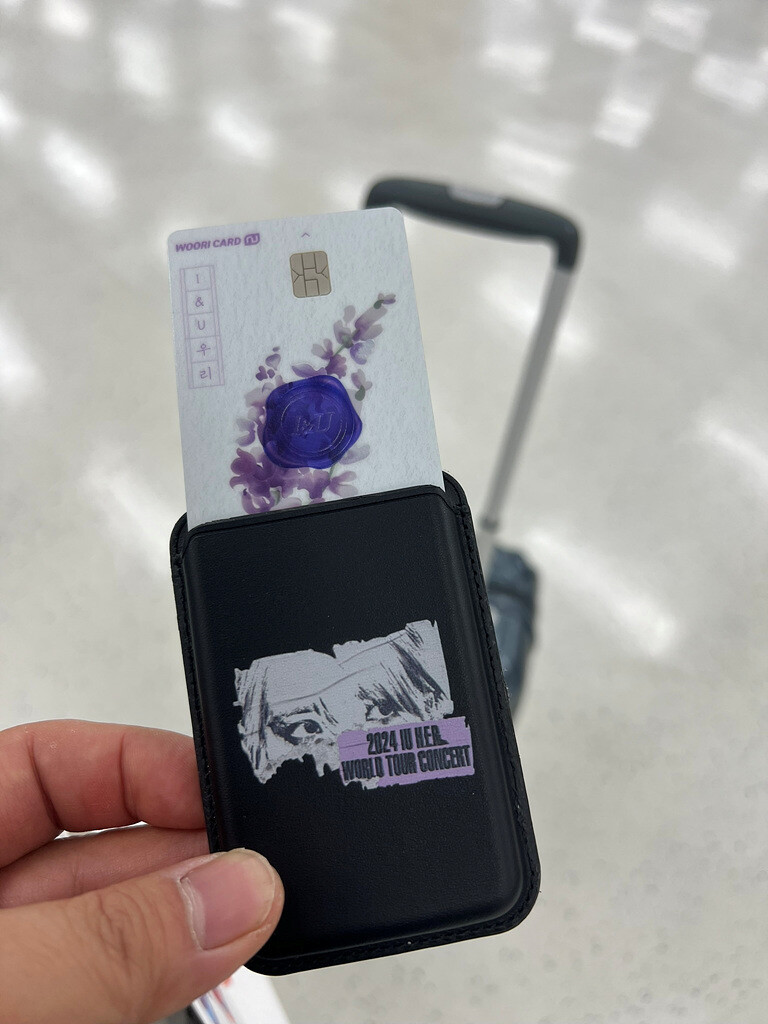 WOORI CARD
I
&
U
우
리
I&U
2024 IU H.E.R.
WORLD TOUR CONCERT